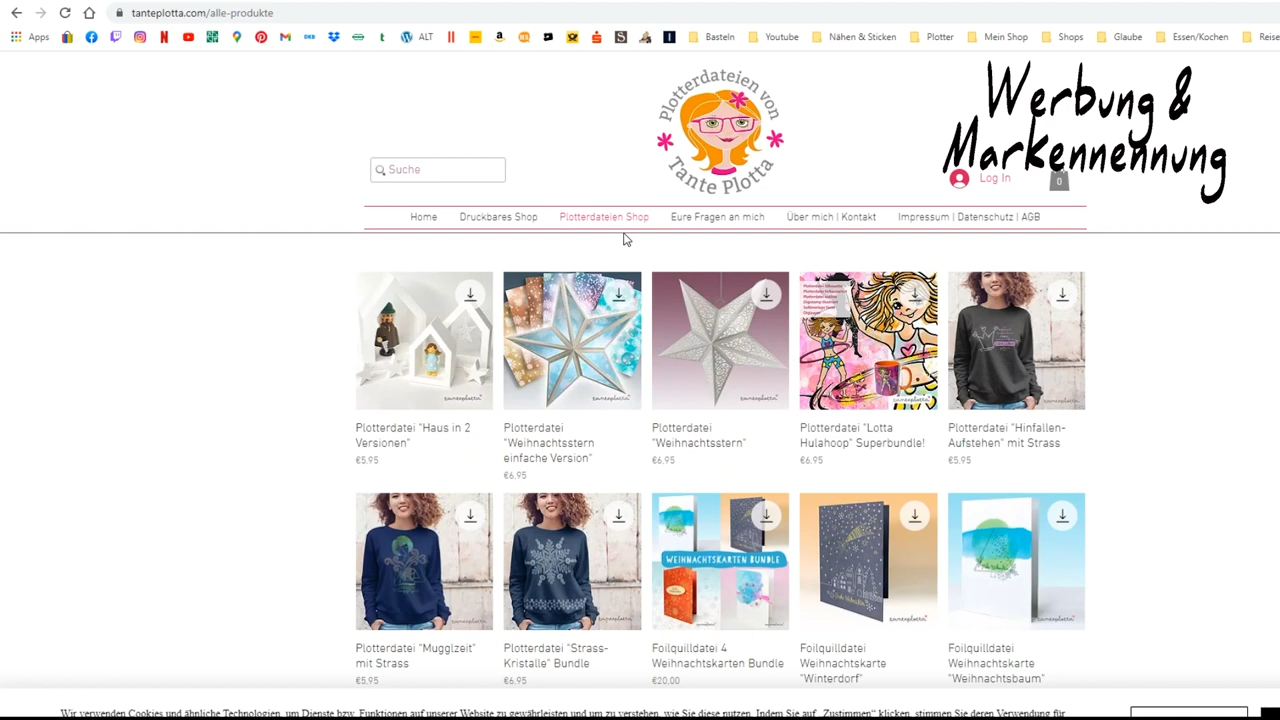 tanteplotta.com/alle-produkte
Apps
ALT
Basteln
Youtube
Nähen & Sticken
Plotter
Mein Shop
Shops
Glaube
Essen/Kochen
Reise
Plotterdateien von
Tante Plotta
Werbung &
Markennennung
Suche
Log In
0
Home
Druckbares Shop
Plotterdateien Shop
Eure Fragen an mich
Über mich | Kontakt
Impressum | Datenschutz | AGB
Plotterdatei "Haus in 2
Versionen"
€5,95
Plotterdatei
"Weihnachtsstern
einfache Version"
€6,95
Plotterdatei
"Weihnachtsstern"
€6,95
Plotterdatei "Lotta
Hulahoop" Superbundle!
€6,95
Plotterdatei "Hinfallen-
Aufstehen" mit Strass
€5,95
WEIHNACHTSKARTEN BUNDLE
Plotterdatei "Mugglzeit"
mit Strass
€5,95
Plotterdatei "Strass-
Kristalle" Bundle
€6,95
Foilquilldatei 4
Weihnachtskarten Bundle
€20,00
Foilquilldatei
Weihnachtskarte
"Winterdorf"
Foilquilldatei
Weihnachtskarte
"Weihnachtsbaum"
Wir verwenden Cookies und ähnliche Technologien, um Dienste bzw. Funktionen auf unserer Website zu gewährleisten und um zu verstehen, wie Sie diese nutzen. Indem Sie auf „Zustimmen" klicken, stimmen Sie deren Verwendung für